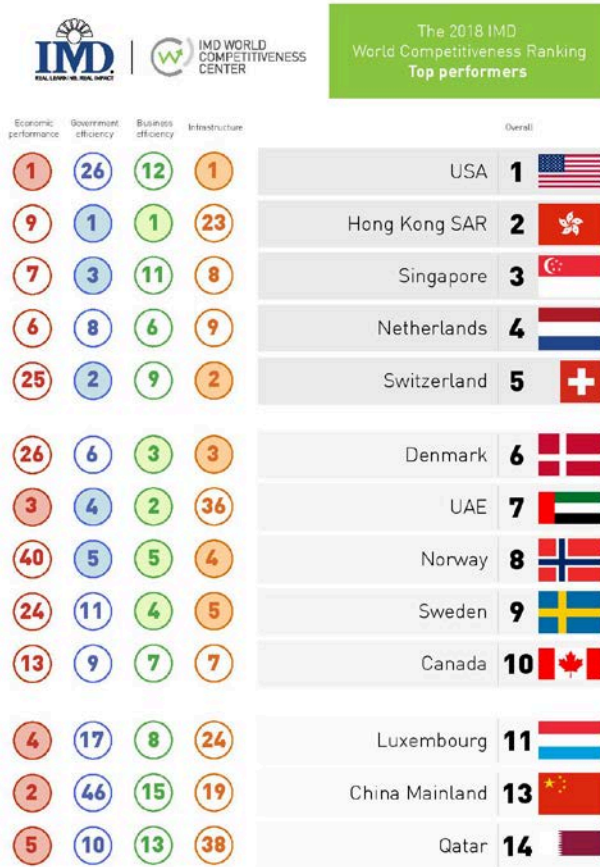 IMD
REAL LEARNING. REAL IMPACT
IMD WORLD
COMPETITIVENESS
CENTER
The 2018 IMD
World Competitiveness Ranking
Top performers
Economic performance Government efficiency Business efficiency Infrastructure Overall
1 26 12 1 USA 1
9 1 1 23 Hong Kong SAR 2
7 3 11 8 Singapore 3
6 8 6 9 Netherlands 4
25 2 9 2 Switzerland 5
26 6 3 3 Denmark 6
3 4 2 36 UAE 7
40 5 5 4 Norway 8
24 11 4 5 Sweden 9
13 9 7 7 Canada 10
4 17 8 24 Luxembourg 11
2 46 15 19 China Mainland 13
5 10 13 38 Qatar 14